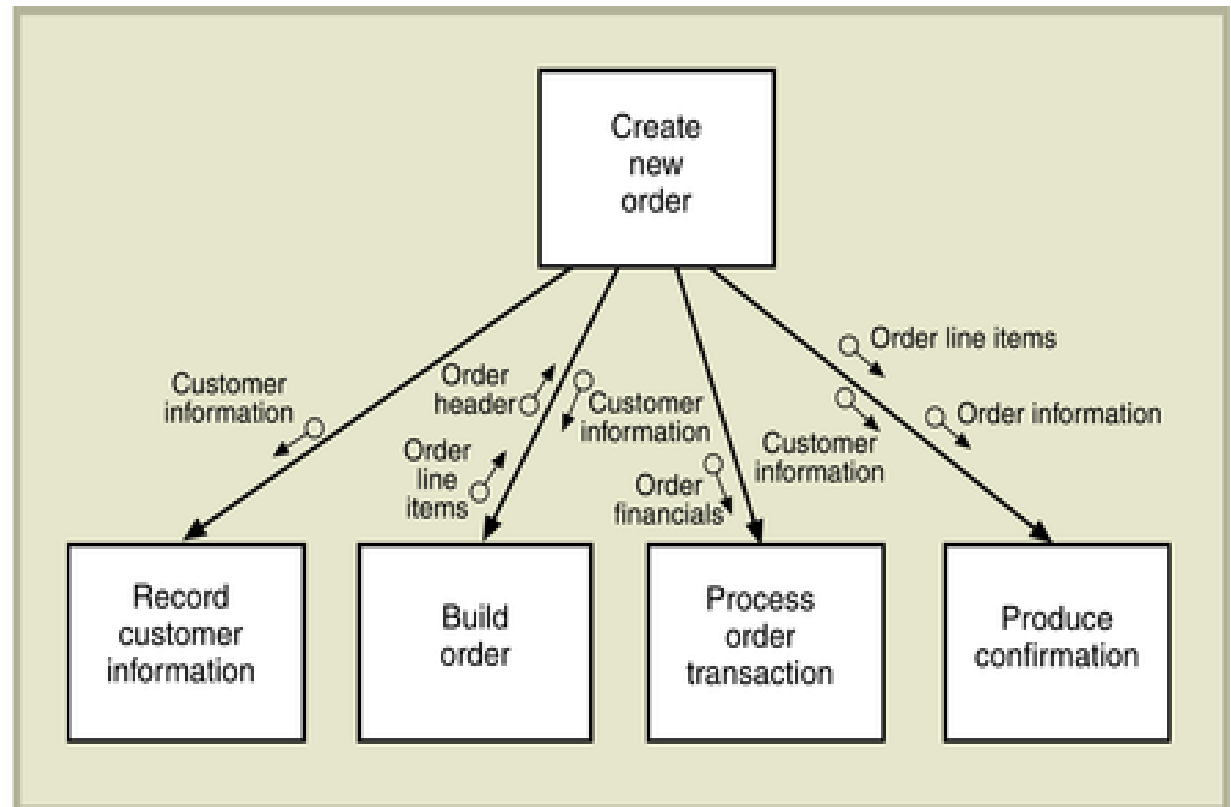 Create
new
order
Order line items
Customer
information
Order
header
Customer
information
Order information
Customer
information
Order
line
items
Order
financials
Record
customer
information
Build
order
Process
order
transaction
Produce
confirmation